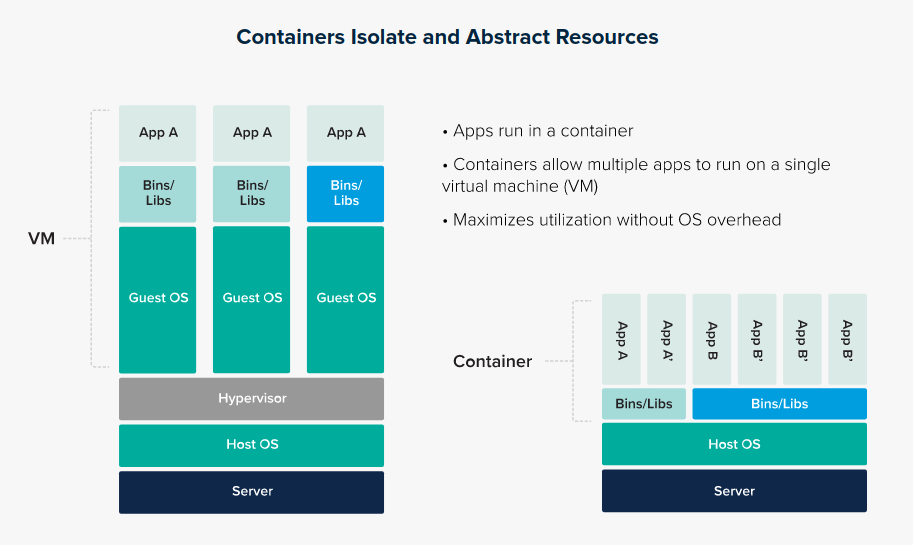 Containers Isolate and Abstract Resources
App A
App A
App A
Bins/
Libs
Bins/
Libs
Bins/
Libs
VM
Guest OS
Guest OS
Guest OS
Hypervisor
Host OS
Server
• Apps run in a container
• Containers allow multiple apps to run on a single
virtual machine (VM)
• Maximizes utilization without OS overhead
Container
App A
App A'
App B
App B'
App B'
App B'
Bins/Libs
Bins/Libs
Host OS
Server